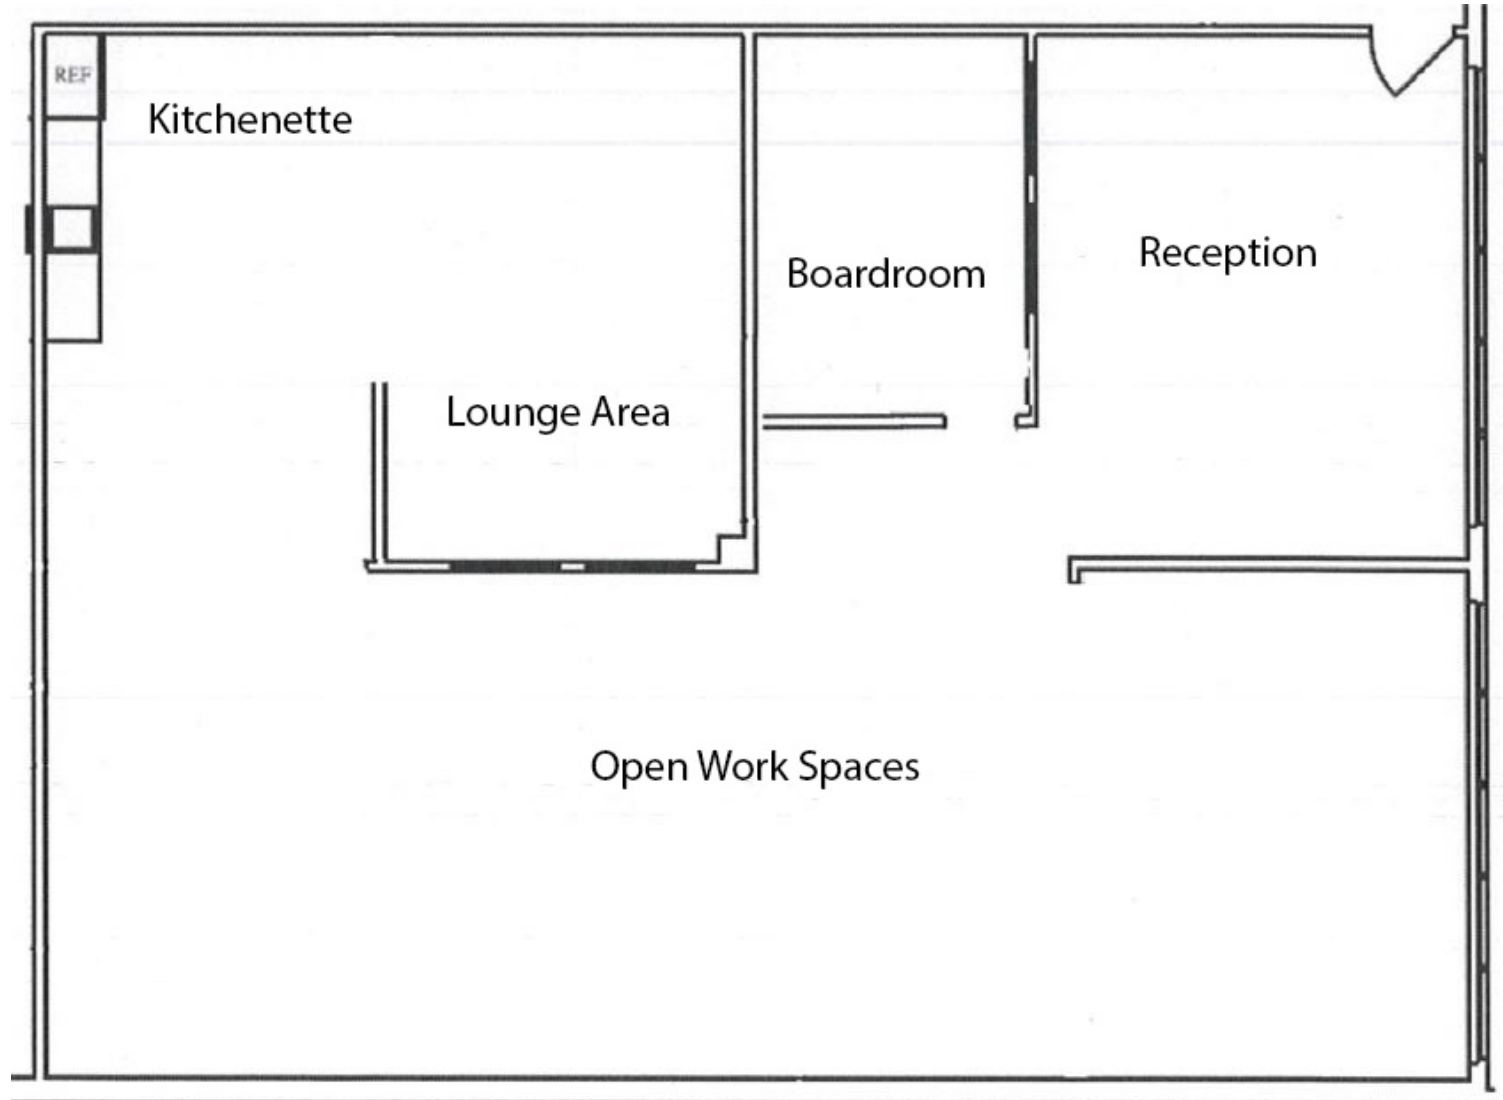 REF
Kitchenette
Boardroom
Reception
Lounge Area
Open Work Spaces